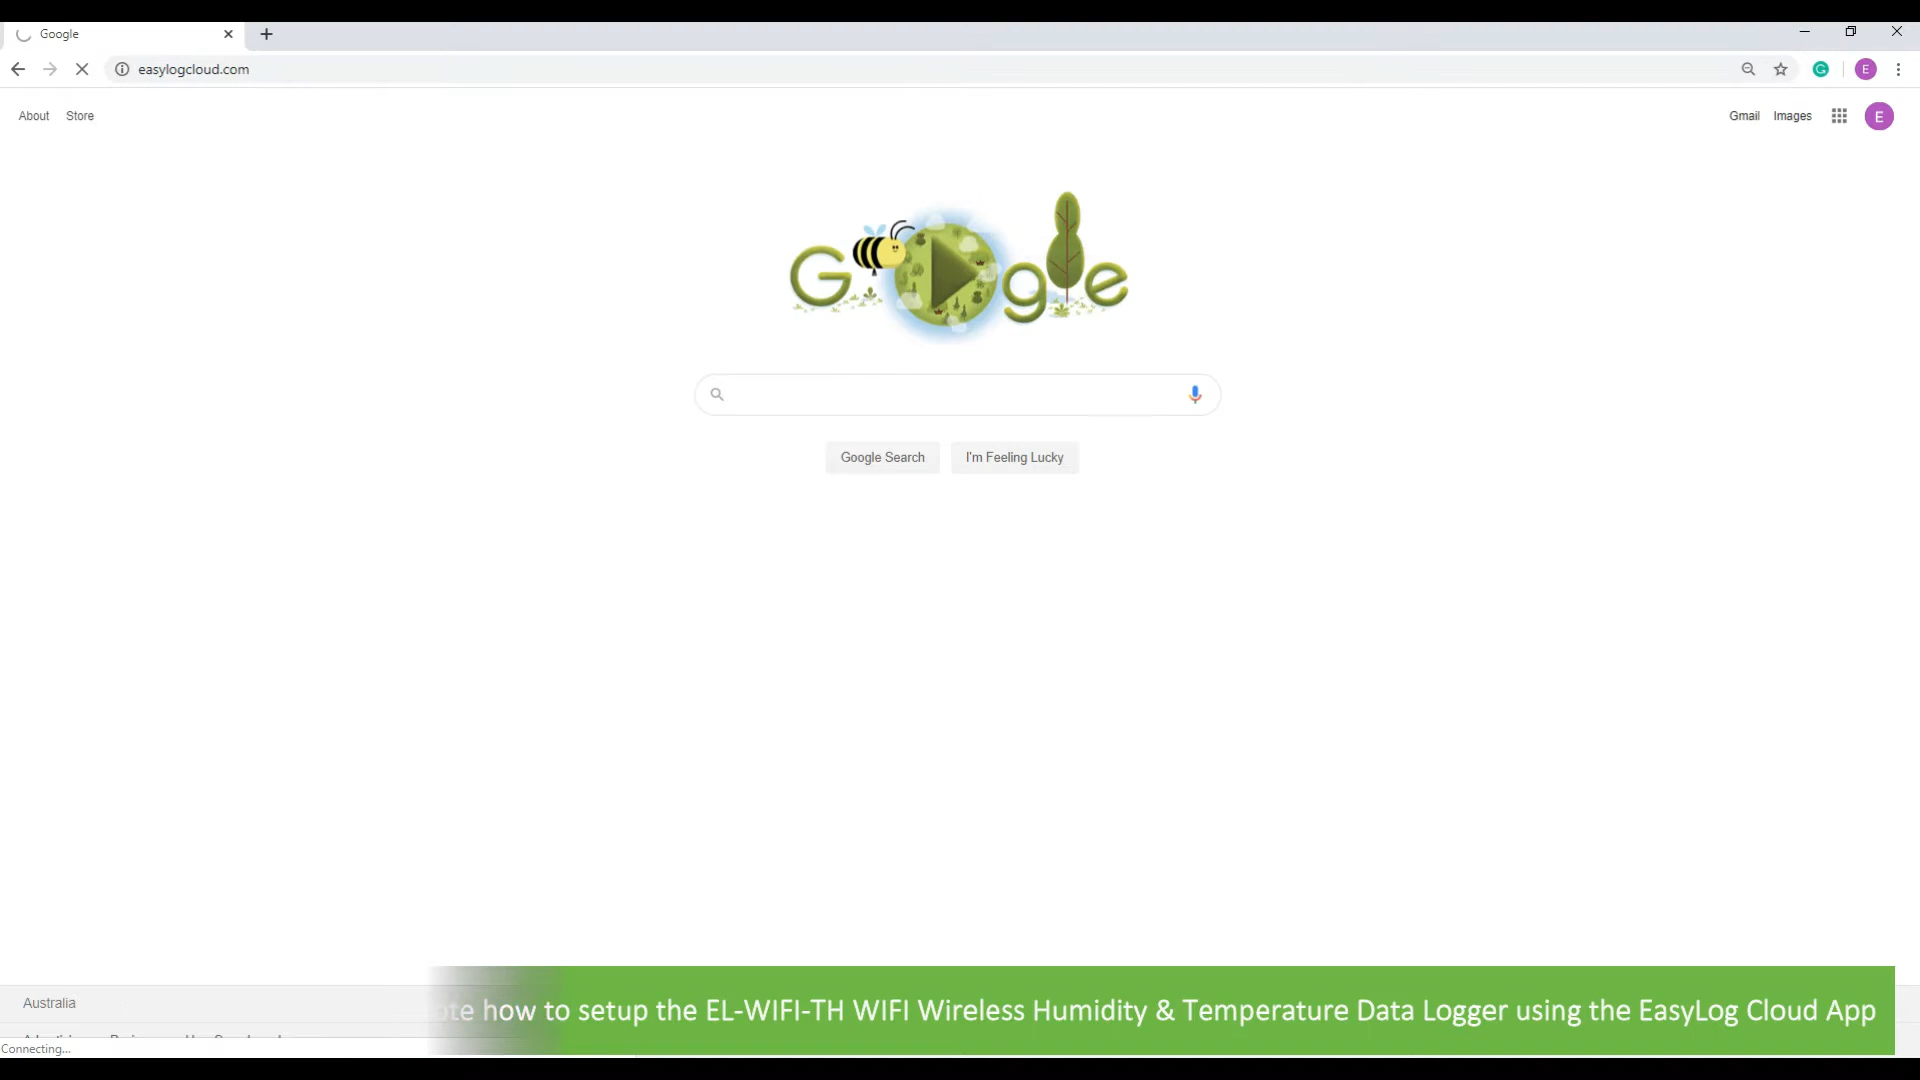 Google
easylogcloud.com
E
About Store
Gmail Images
E
Google
Google Search I'm Feeling Lucky
Australia
how to setup the EL-WIFI-TH WIFI Wireless Humidity & Temperature Data Logger using the EasyLog Cloud App
Connecting...